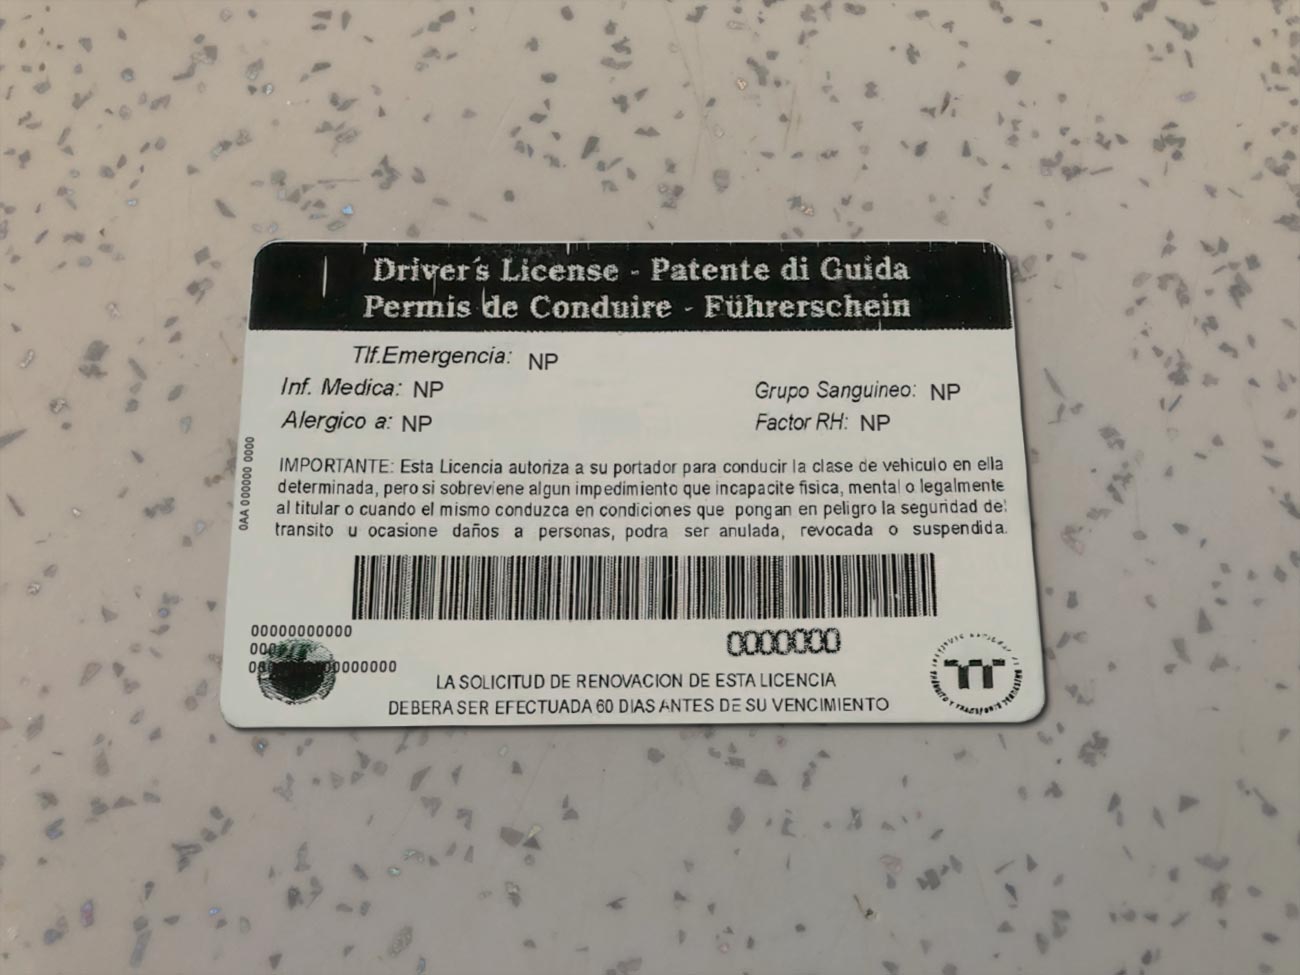 Driver's License - Patente di Guida
Permis de Conduire - Führerschein
Tlf.Emergencia: NP
Inf. Medica: NP
Grupo Sanguineo: NP
Alergico a: NP
Factor RH: NP
0AA 000000 0000
IMPORTANTE: Esta Licencia autoriza a su portador para conducir la clase de vehiculo en ella
determinada, pero si sobreviene algun impedimiento que incapacite fisica, mental o legalmente
al titular o cuando el mismo conduzca en condiciones que pongan en peligro la seguridad de
transito u ocasione daños a personas, podra ser anulada, revocada o suspendida.
00000000000
0000000
LA SOLICITUD DE RENOVACION DE ESTA LICENCIA
DEBERA SER EFECTUADA 60 DIAS ANTES DE SU VENCIMIENTO